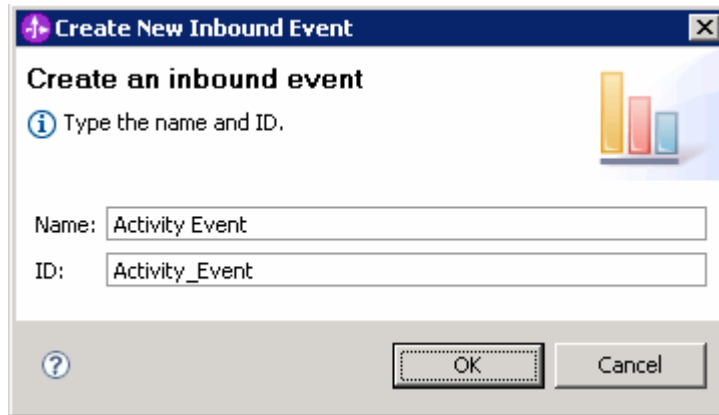 Create New Inbound Event
Create an inbound event
Type the name and ID.
Name: Activity Event
ID: Activity_Event
OK Cancel